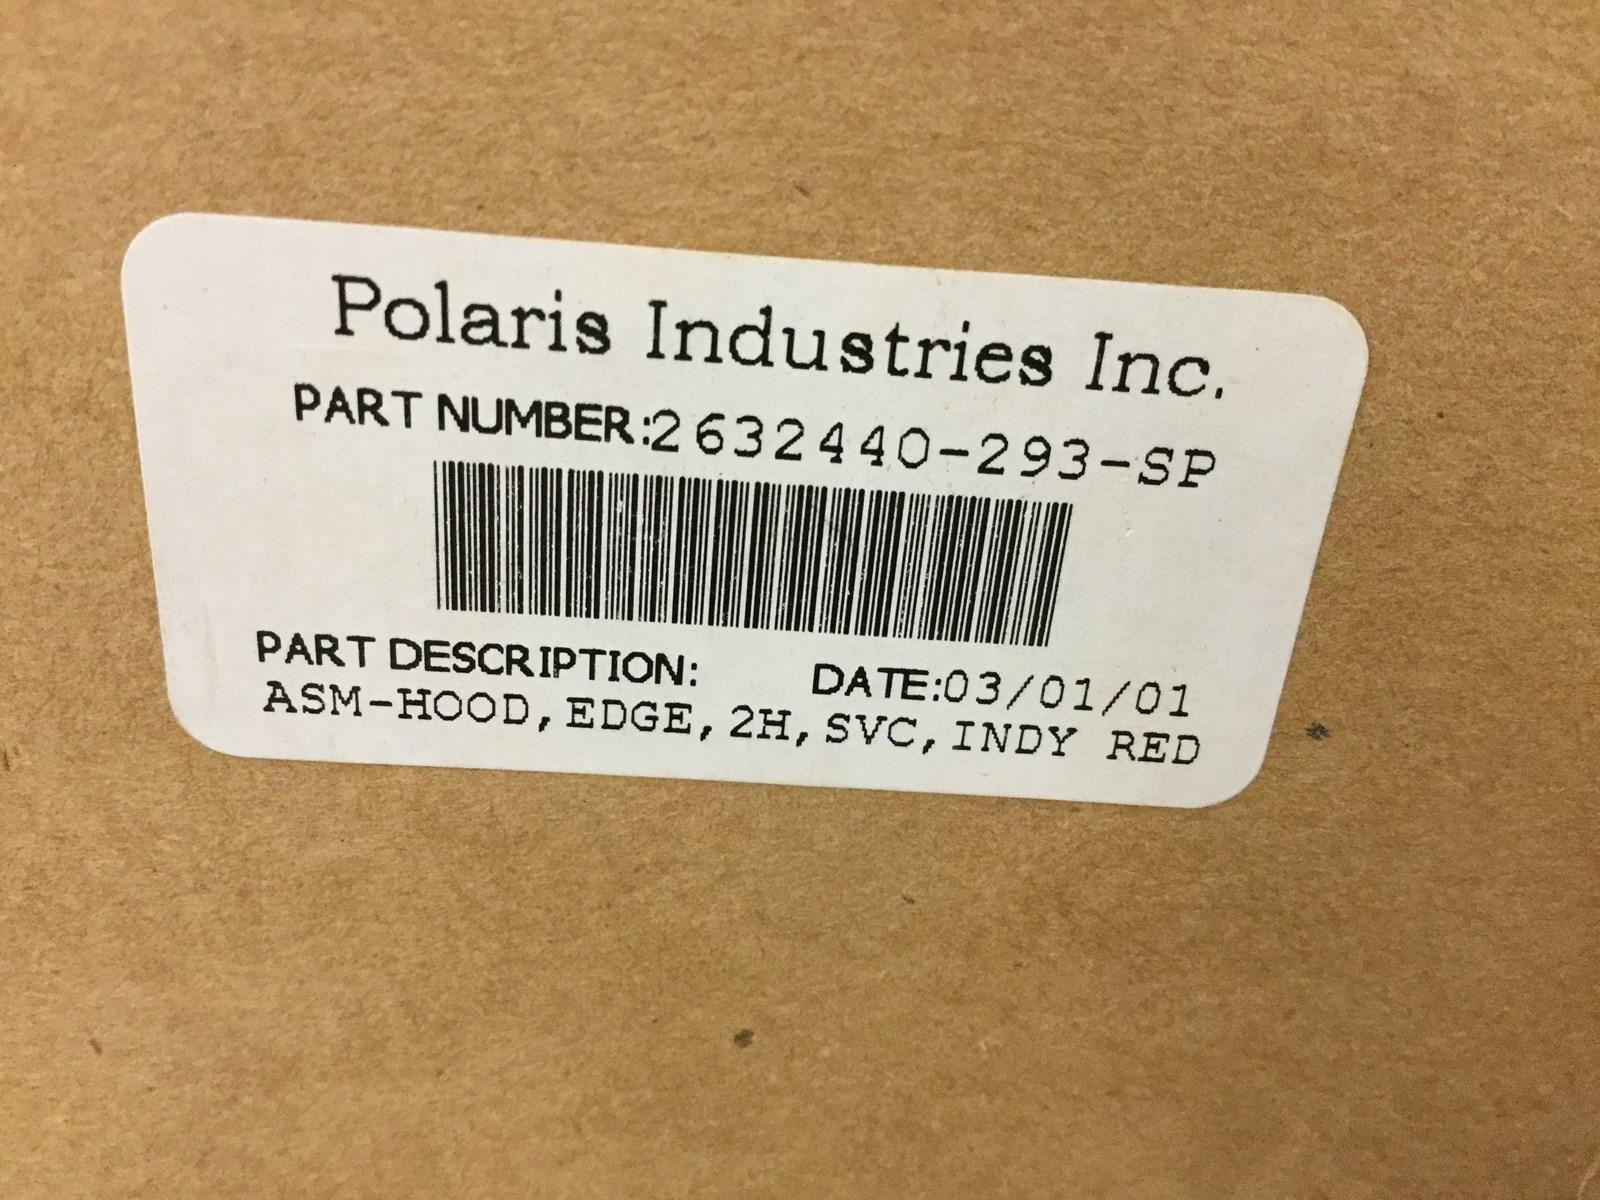 Polaris Industries Inc.
PART NUMBER:2632440-293-SP
PART DESCRIPTION: DATE:03/01/01
ASM-HOOD,EDGE,2H,SVC,INDY RED